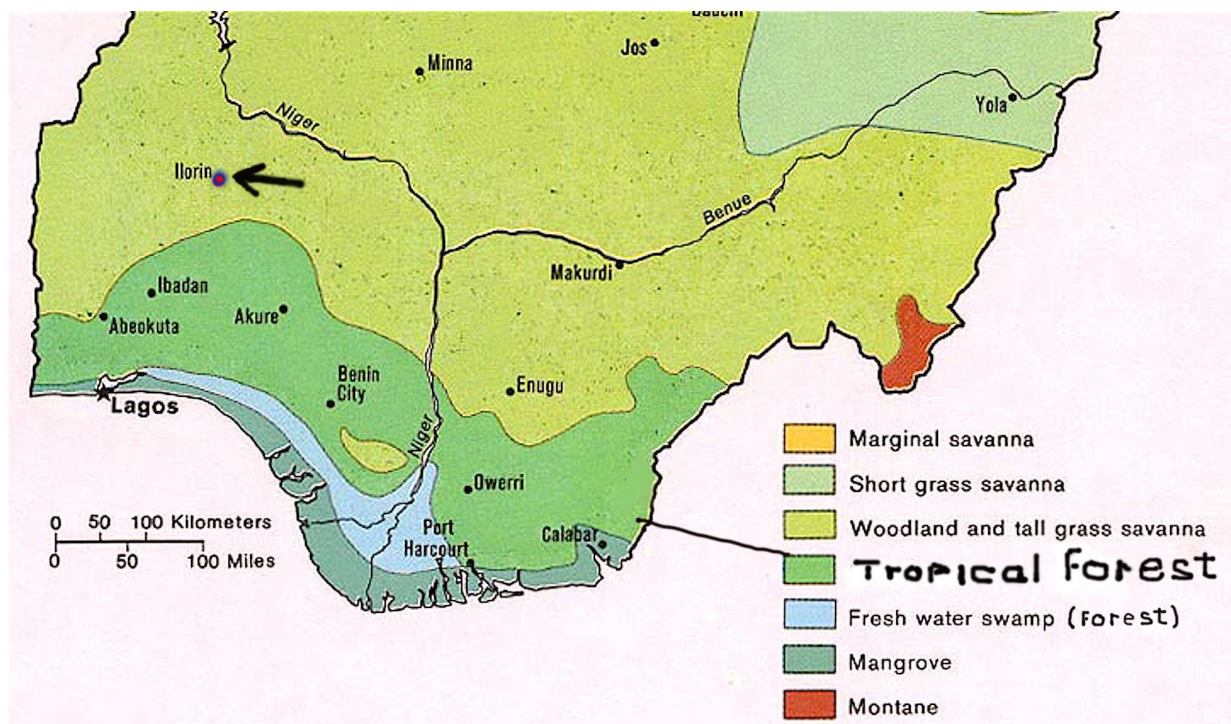 Jos
Minna
Yola
Niger
Ilorin
Benue
Makurdi
Ibadan
Akure
Abeokuta
Benin
City
Enugu
Lagos
Niger
Owerri
0 50 100 Kilometers
0 50 100 Miles
Port
Harcourt
Calabar
Marginal savanna
Short grass savanna
Woodland and tall grass savanna
Tropical Forest
Fresh water swamp (Forest)
Mangrove
Montane